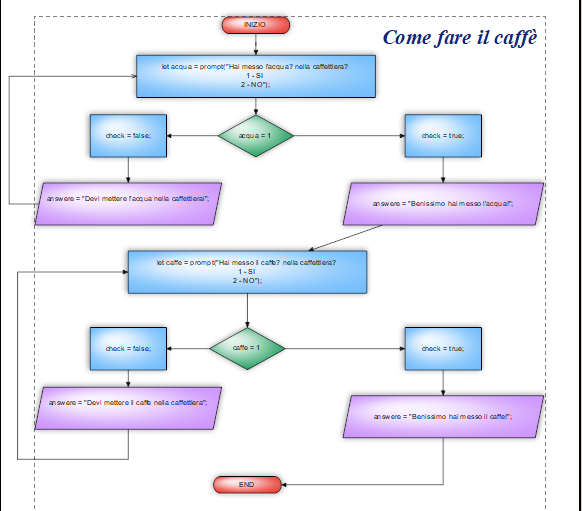 INIZIO
Come fare il caffè
let acqua = prompt("Hai messo l'acqua? nella caffettiera?
1 - SI
2 - NO");
check = false;
acqua = 1
check = true;
answere = "Devi mettere l'acqua nella caffettiera!";
answere = "Benissimo hai messo l'acqua!";
let caffe = prompt("Hai messo il caffe? nella caffettiera?
1 - SI
2 - NO");
check = false;
caffe = 1
check = true;
answere = "Devi mettere il caffe nella caffettiera";
answere = "Benissimo hai messo il caffe!";
END